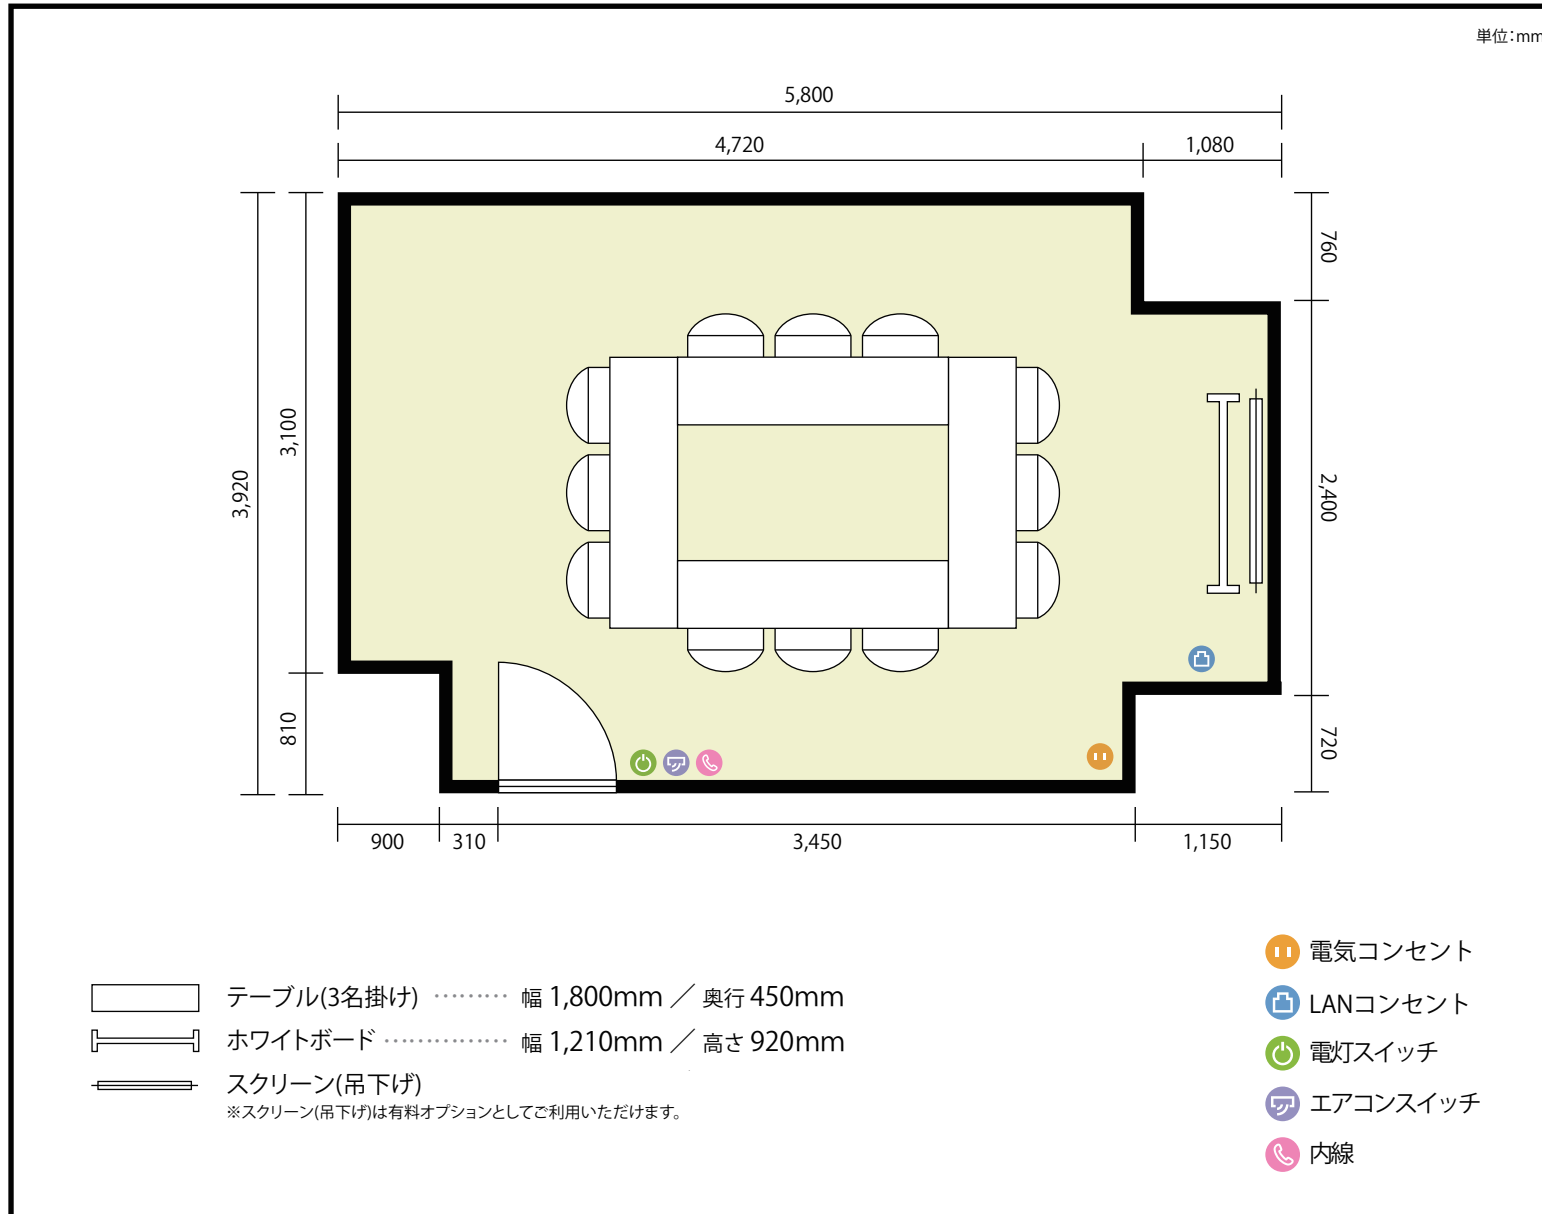 単位：mm
5,800
4,720
1,080
760
3,100
3,920
2,400
810
720
900
310
3,450
1,150
テーブル(3名掛け) ……… 幅 1,800mm ／ 奥行 450mm
ホワイトボード …………… 幅 1,210mm ／ 高さ 920mm
スクリーン(吊下げ)
※スクリーン(吊下げ)は有料オプションとしてご利用いただけます。
電気コンセント
LANコンセント
電灯スイッチ
エアコンスイッチ
内線